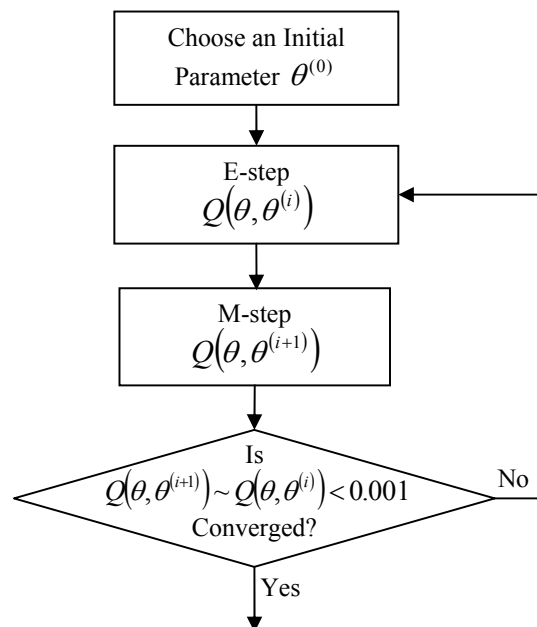 Choose an Initial
Parameter θ⁽⁰⁾
E-step
Q(θ, θ⁽ⁱ⁾)
M-step
Q(θ, θ⁽ⁱ⁺¹⁾)
Is
Q(θ, θ⁽ⁱ⁺¹⁾) ~ Q(θ, θ⁽ⁱ⁾) < 0.001
Converged?
No
Yes